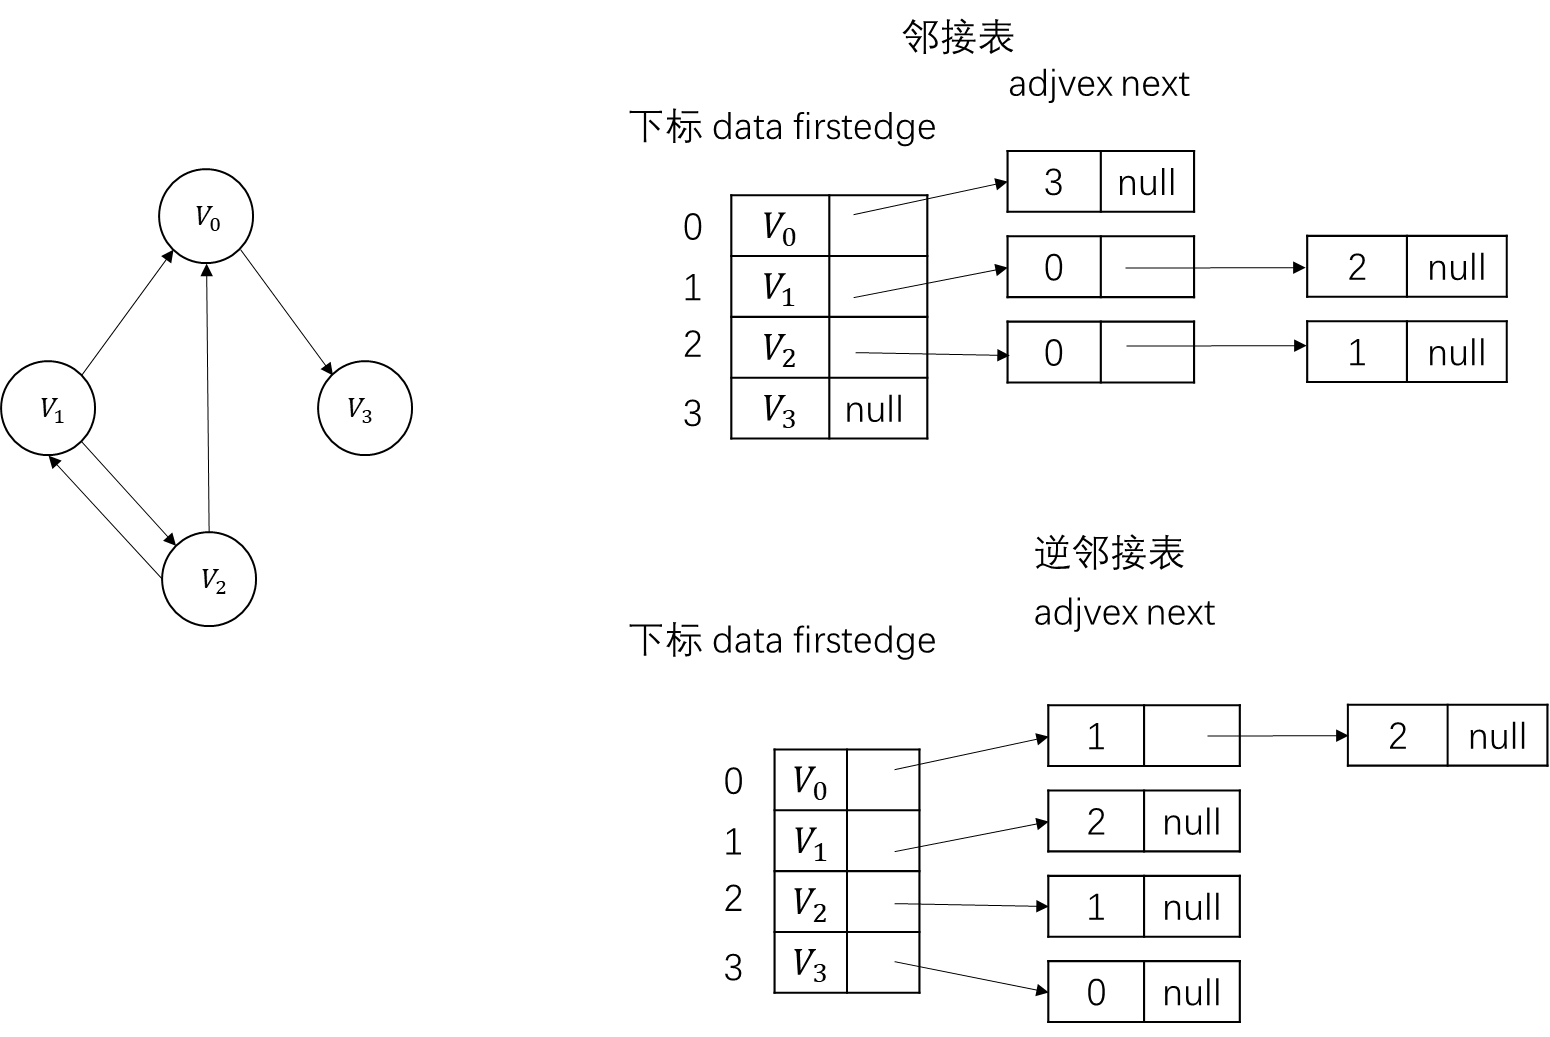 V₀
V₁
V₃
V₂
邻接表
adjvex next
下标 data firstedge
0 V₀ 3 null
1 V₁ 0 2 null
2 V₂ 0 1 null
3 V₃ null
逆邻接表
adjvex next
下标 data firstedge
0 V₀ 1 2 null
1 V₁ 2 null
2 V₂ 1 null
3 V₃ 0 null